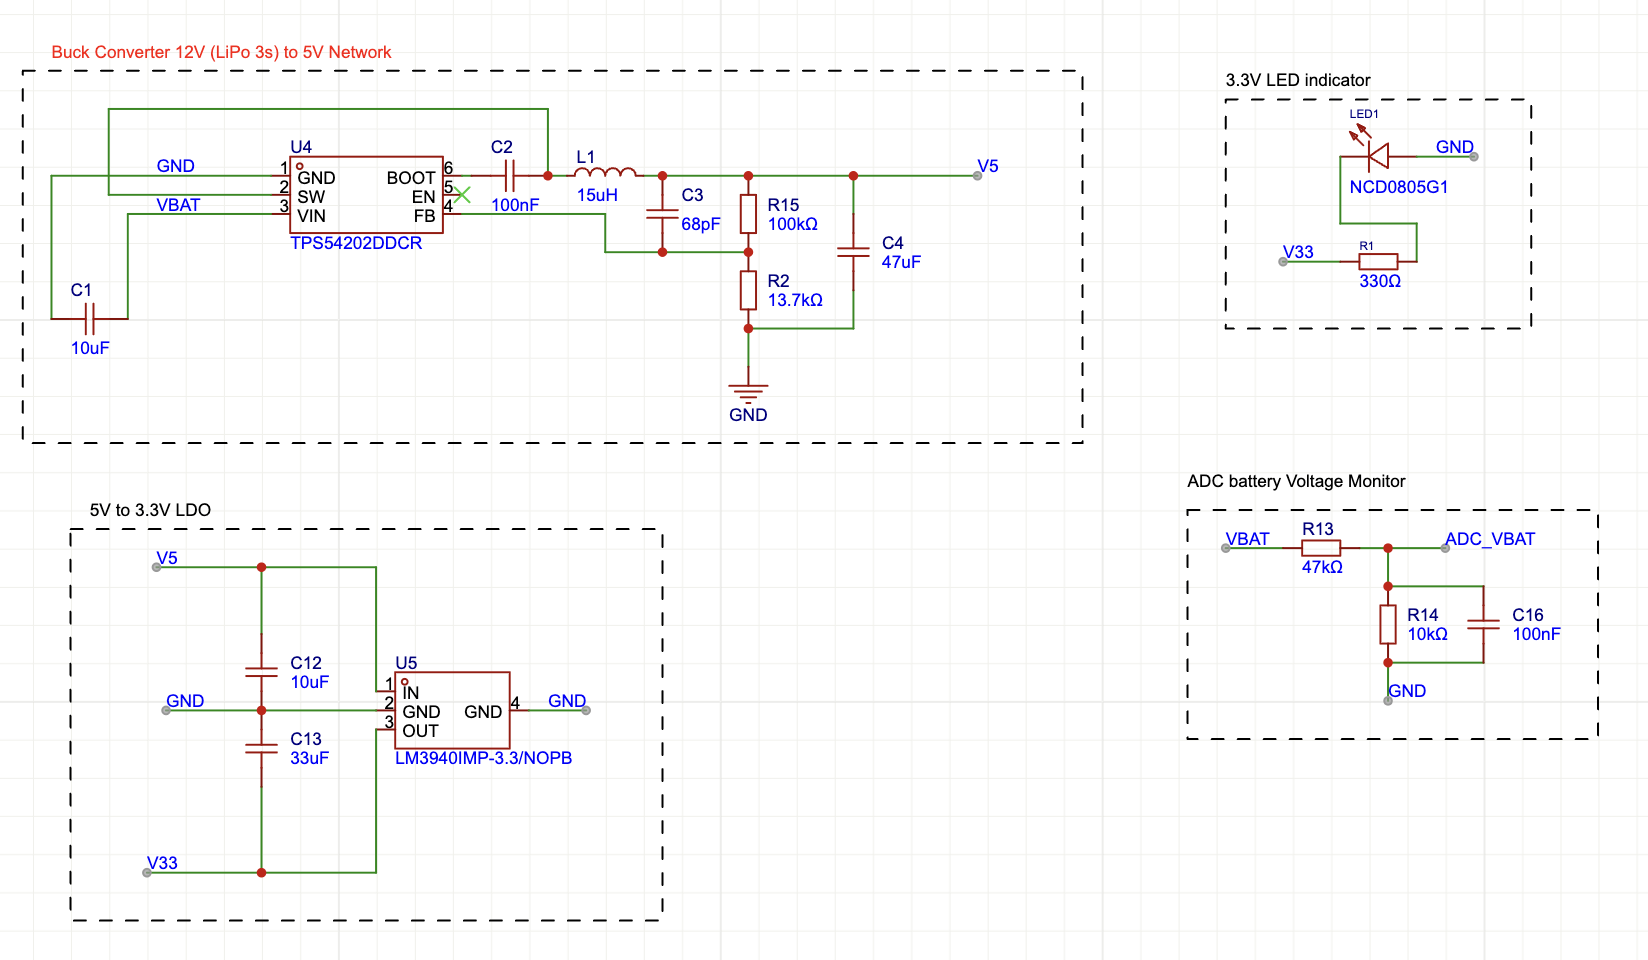 Buck Converter 12V (LiPo 3s) to 5V Network
U4
GND
VBAT
1
2
3
GND
SW
VIN
BOOT
EN
FB
6
5
4
TPS54202DDCR
C2
100nF
L1
15uH
C3
68pF
R15
100kΩ
R2
13.7kΩ
C4
47uF
V5
GND
C1
10uF
3.3V LED indicator
LED1
GND
NCD0805G1
V33
R1
330Ω
5V to 3.3V LDO
V5
C12
10uF
GND
C13
33uF
V33
U5
1
2
3
IN
GND
OUT
GND
4
GND
LM3940IMP-3.3/NOPB
ADC battery Voltage Monitor
VBAT
R13
47kΩ
ADC_VBAT
R14
10kΩ
C16
100nF
GND